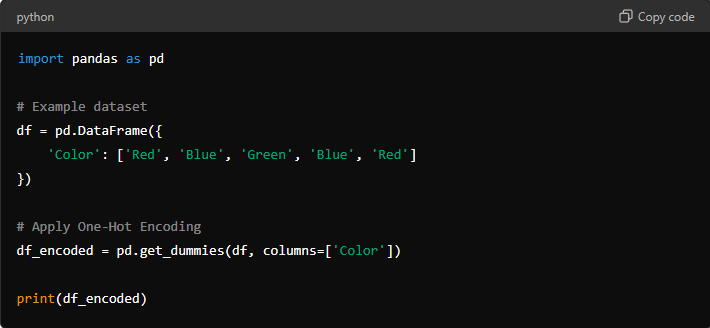 python
Copy code
import pandas as pd
# Example dataset
df = pd.DataFrame({
    'Color': ['Red', 'Blue', 'Green', 'Blue', 'Red']
})
# Apply One-Hot Encoding
df_encoded = pd.get_dummies(df, columns=['Color'])
print(df_encoded)